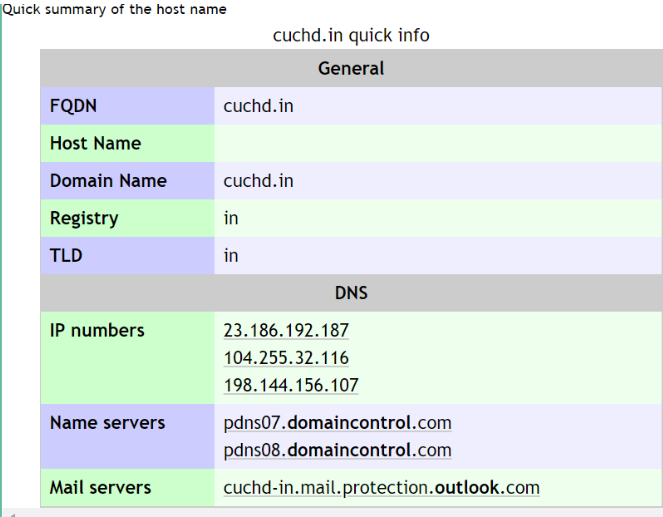 Quick summary of the host name
cuchd.in quick info
General
FQDN cuchd.in
Host Name
Domain Name cuchd.in
Registry in
TLD in
DNS
IP numbers 23.186.192.187
104.255.32.116
198.144.156.107
Name servers pdns07.domaincontrol.com
pdns08.domaincontrol.com
Mail servers cuchd-in.mail.protection.outlook.com